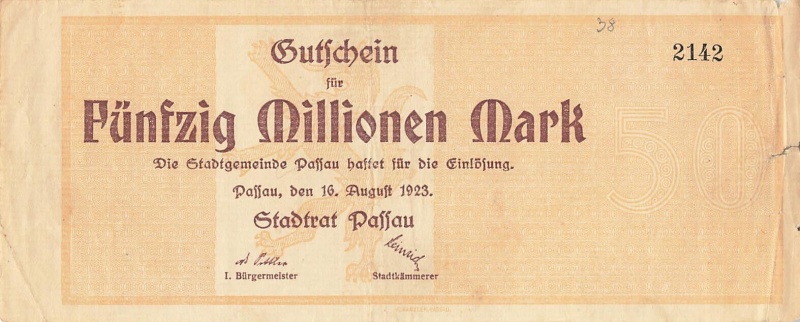 38
2142
Gutschein
für
Fünfzig Millionen Mark
50
Die Stadtgemeinde Passau haftet für die Einlösung.
Passau, den 16. August 1923.
Stadtrat Passau
I. Bürgermeister
Stadtkämmerer